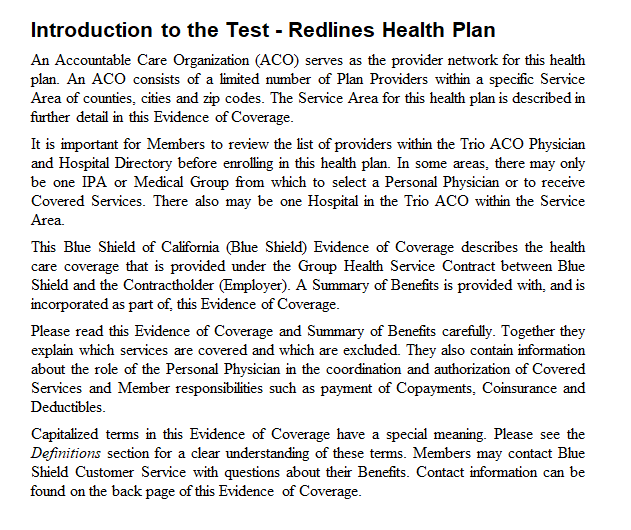 Introduction to the Test - Redlines Health Plan
An Accountable Care Organization (ACO) serves as the provider network for this health
plan. An ACO consists of a limited number of Plan Providers within a specific Service
Area of counties, cities and zip codes. The Service Area for this health plan is described in
further detail in this Evidence of Coverage.
It is important for Members to review the list of providers within the Trio ACO Physician
and Hospital Directory before enrolling in this health plan. In some areas, there may only
be one IPA or Medical Group from which to select a Personal Physician or to receive
Covered Services. There also may be one Hospital in the Trio ACO within the Service
Area.
This Blue Shield of California (Blue Shield) Evidence of Coverage describes the health
care coverage that is provided under the Group Health Service Contract between Blue
Shield and the Contractholder (Employer). A Summary of Benefits is provided with, and is
incorporated as part of, this Evidence of Coverage.
Please read this Evidence of Coverage and Summary of Benefits carefully. Together they
explain which services are covered and which are excluded. They also contain information
about the role of the Personal Physician in the coordination and authorization of Covered
Services and Member responsibilities such as payment of Copayments, Coinsurance and
Deductibles.
Capitalized terms in this Evidence of Coverage have a special meaning. Please see the
Definitions section for a clear understanding of these terms. Members may contact Blue
Shield Customer Service with questions about their Benefits. Contact information can be
found on the back page of this Evidence of Coverage.